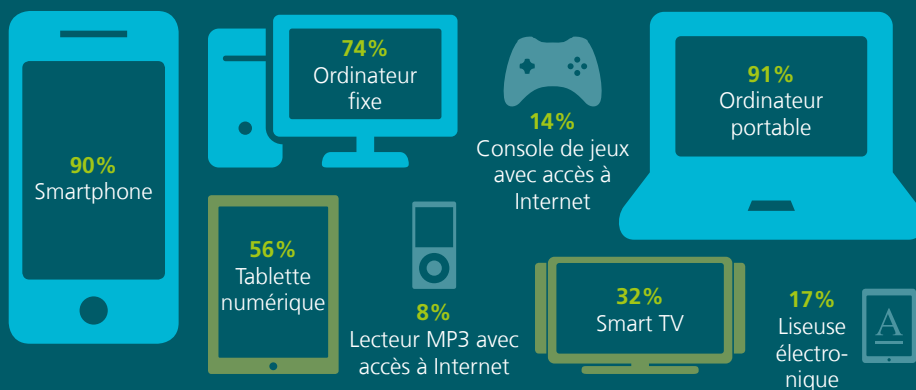 90%
Smartphone
74%
Ordinateur
fixe
14%
Console de jeux
avec accès à
Internet
91%
Ordinateur
portable
56%
Tablette
numérique
8%
Lecteur MP3 avec
accès à Internet
32%
Smart TV
17%
Liseuse
électro-
nique
A